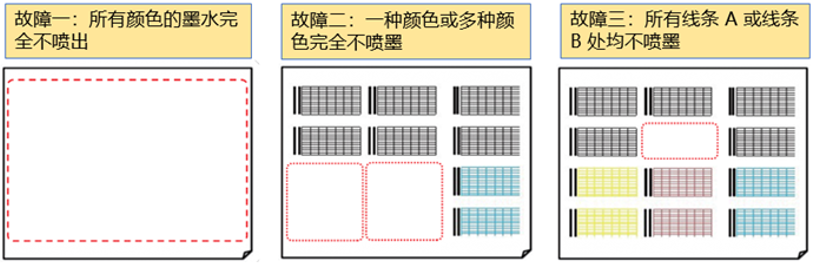 故障一：所有颜色的墨水完
全不喷出
故障二：一种颜色或多种颜
色完全不喷墨
故障三：所有线条 A 或线条
B 处均不喷墨